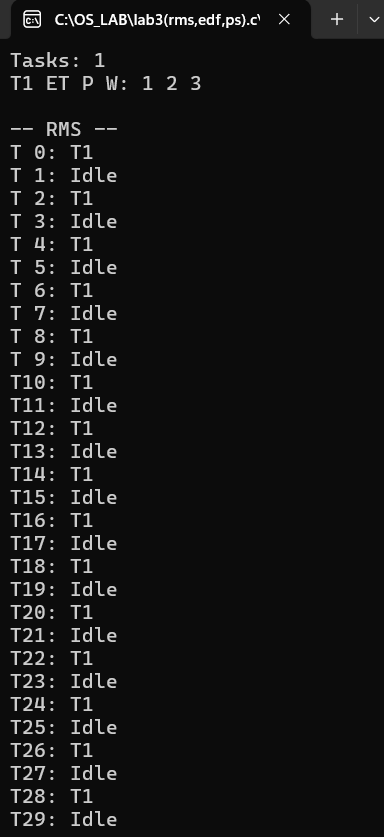 C:\OS_LAB\lab3(rms,edf,ps).c\
Tasks: 1
T1 ET P W: 1 2 3
-- RMS --
T 0: T1
T 1: Idle
T 2: T1
T 3: Idle
T 4: T1
T 5: Idle
T 6: T1
T 7: Idle
T 8: T1
T 9: Idle
T10: T1
T11: Idle
T12: T1
T13: Idle
T14: T1
T15: Idle
T16: T1
T17: Idle
T18: T1
T19: Idle
T20: T1
T21: Idle
T22: T1
T23: Idle
T24: T1
T25: Idle
T26: T1
T27: Idle
T28: T1
T29: Idle